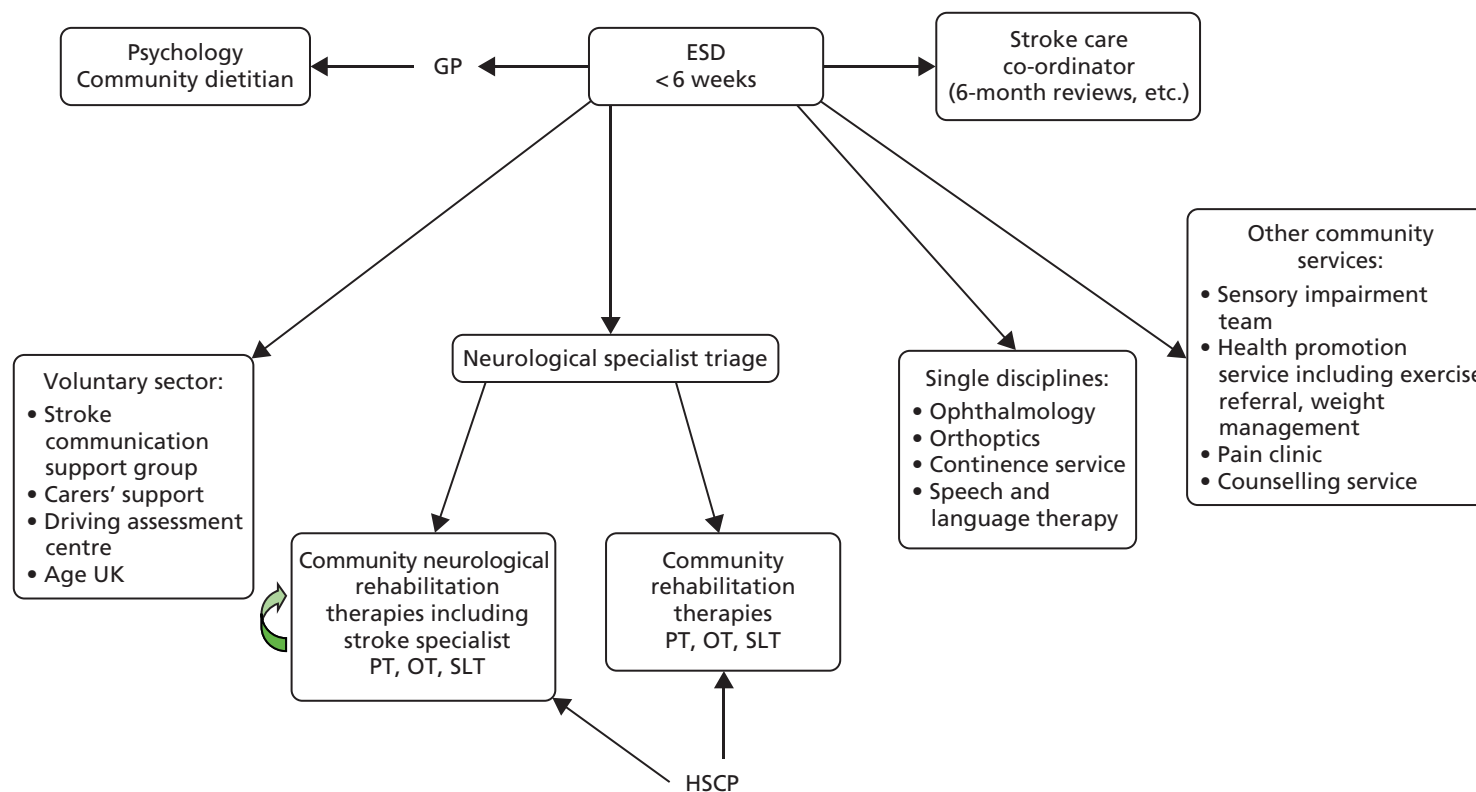 Psychology
Community dietitian
GP
ESD
< 6 weeks
Stroke care
co-ordinator
(6-month reviews, etc.)
Voluntary sector:
• Stroke
communication
support group
• Carers’ support
• Driving assessment
centre
• Age UK
Neurological specialist triage
Single disciplines:
• Ophthalmology
• Orthoptics
• Continence service
• Speech and
language therapy
Other community
services:
• Sensory impairment
team
• Health promotion
service including exercise
referral, weight
management
• Pain clinic
• Counselling service
Community neurological
rehabilitation
therapies including
stroke specialist
PT, OT, SLT
Community
rehabilitation
therapies
PT, OT, SLT
HSCP